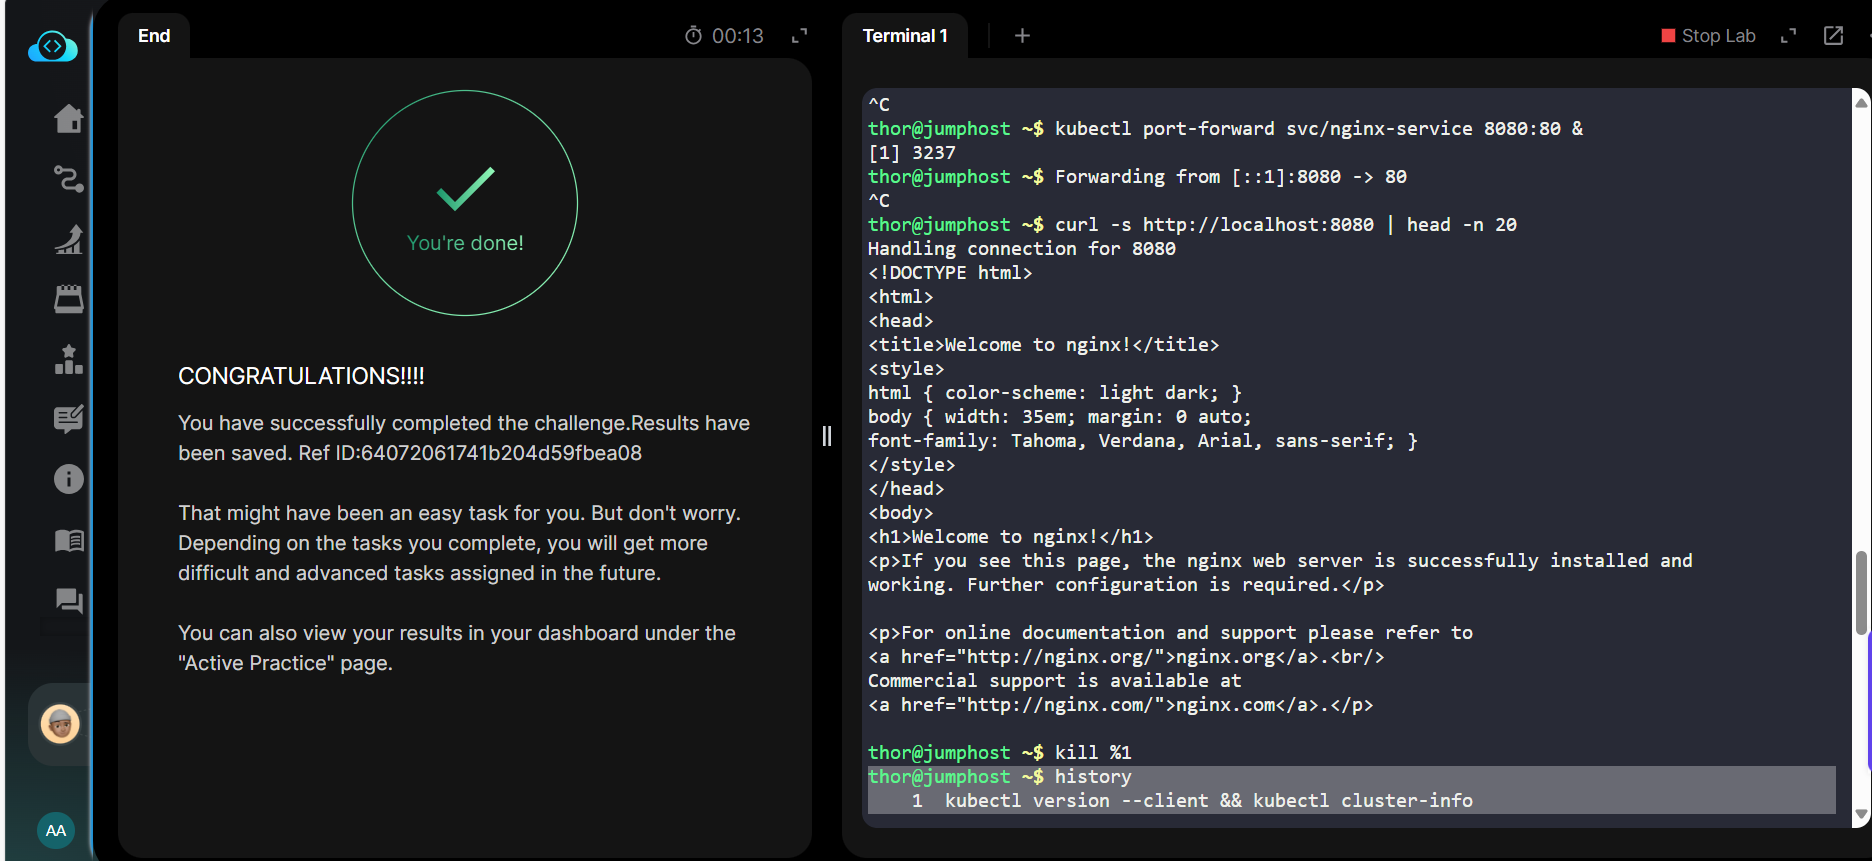 End
00:13
You're done!
CONGRATULATIONS!!!!
You have successfully completed the challenge.Results have
been saved. Ref ID:64072061741b204d59fbea08
That might have been an easy task for you. But don't worry.
Depending on the tasks you complete, you will get more
difficult and advanced tasks assigned in the future.
You can also view your results in your dashboard under the
"Active Practice" page.
AA
Terminal 1
+
Stop Lab
^C
thor@jumphost ~$ kubectl port-forward svc/nginx-service 8080:80 &
[1] 3237
thor@jumphost ~$ Forwarding from [::1]:8080 -> 80
^C
thor@jumphost ~$ curl -s http://localhost:8080 | head -n 20
Handling connection for 8080
<!DOCTYPE html>
<html>
<head>
<title>Welcome to nginx!</title>
<style>
html { color-scheme: light dark; }
body { width: 35em; margin: 0 auto;
font-family: Tahoma, Verdana, Arial, sans-serif; }
</style>
</head>
<body>
<h1>Welcome to nginx!</h1>
<p>If you see this page, the nginx web server is successfully installed and
working. Further configuration is required.</p>
<p>For online documentation and support please refer to
<a href="http://nginx.org/">nginx.org</a>.<br/>
Commercial support is available at
<a href="http://nginx.com/">nginx.com</a>.</p>
thor@jumphost ~$ kill %1
thor@jumphost ~$ history
1 kubectl version --client && kubectl cluster-info